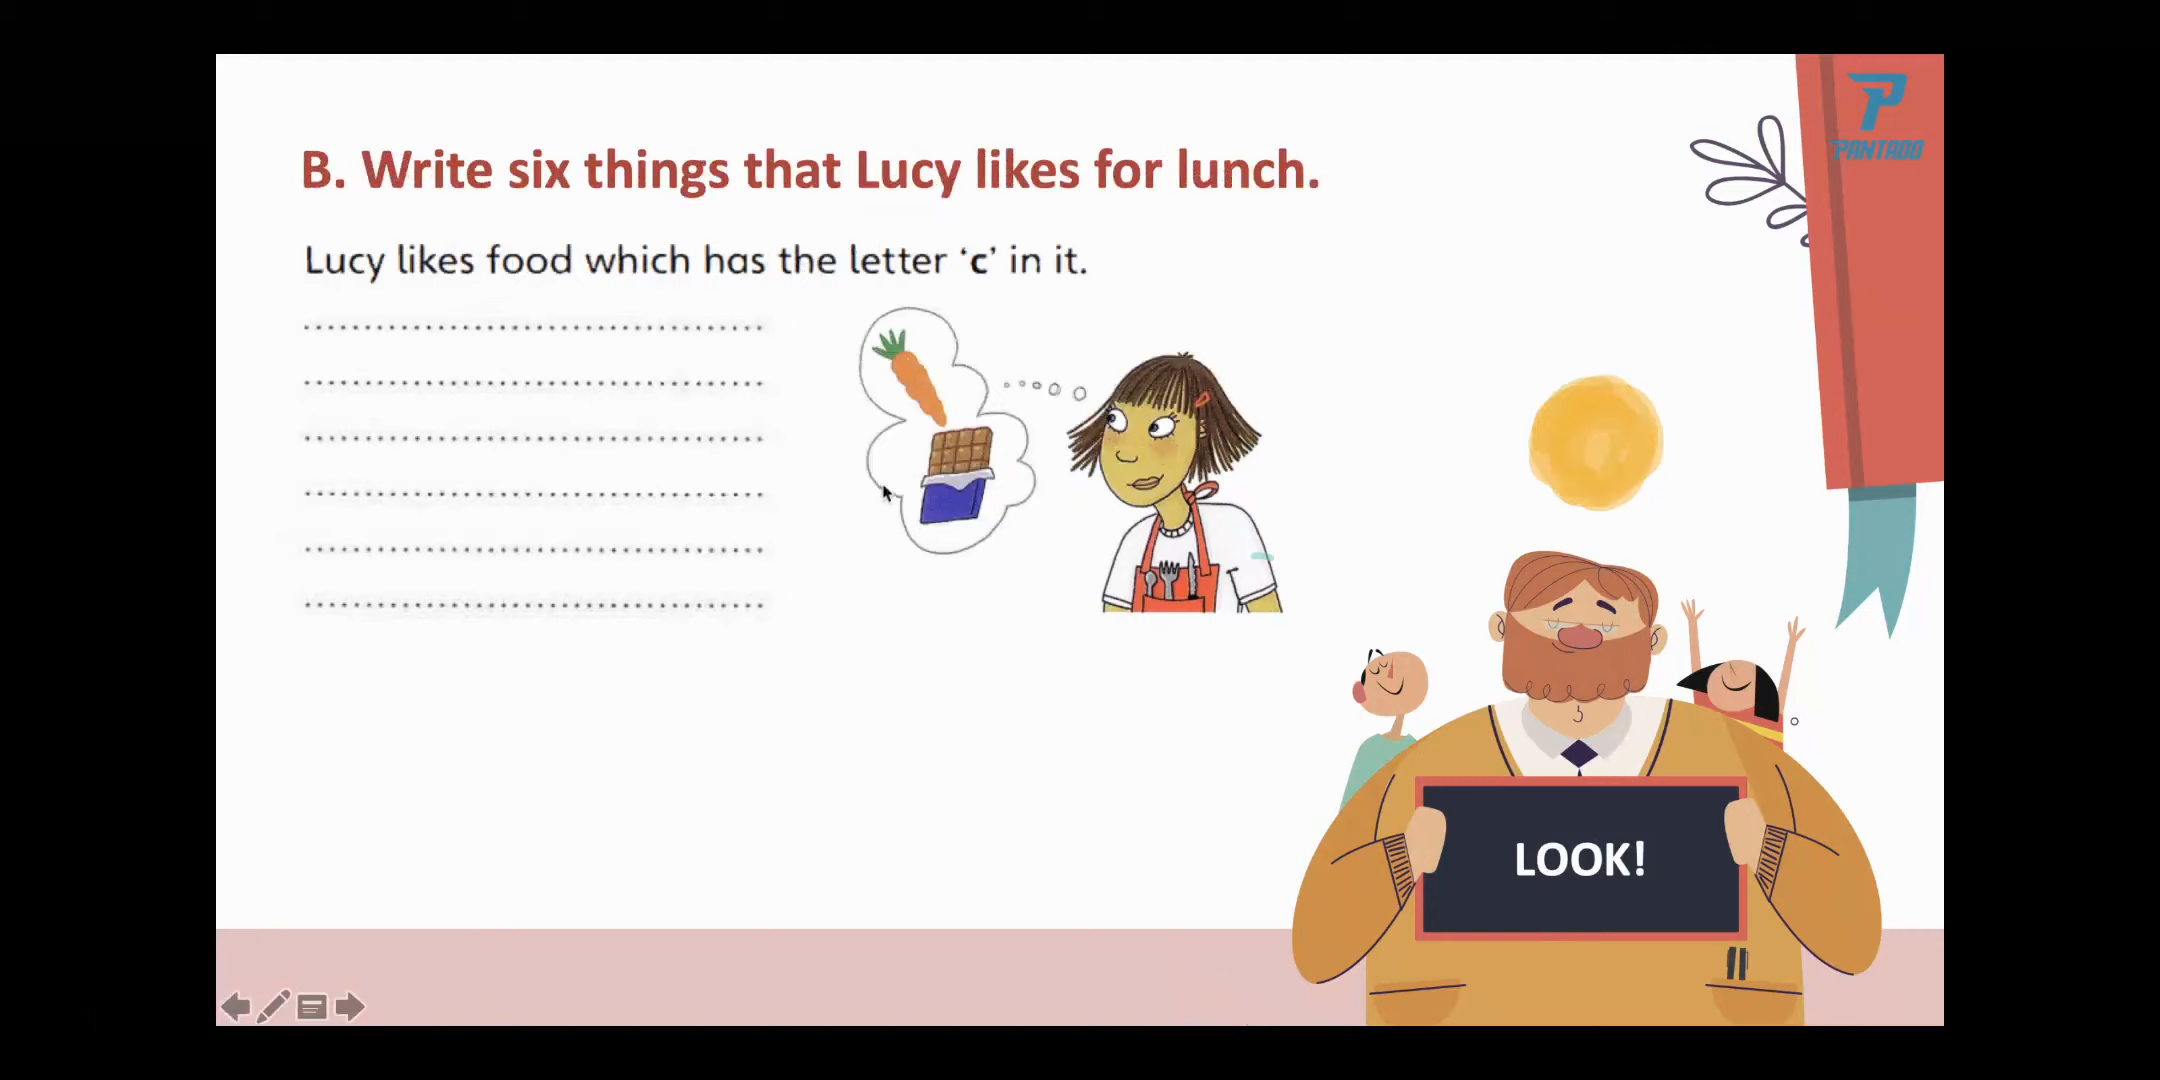 B. Write six things that Lucy likes for lunch.
Lucy likes food which has the letter ‘c’ in it.
LOOK!
PANTADO